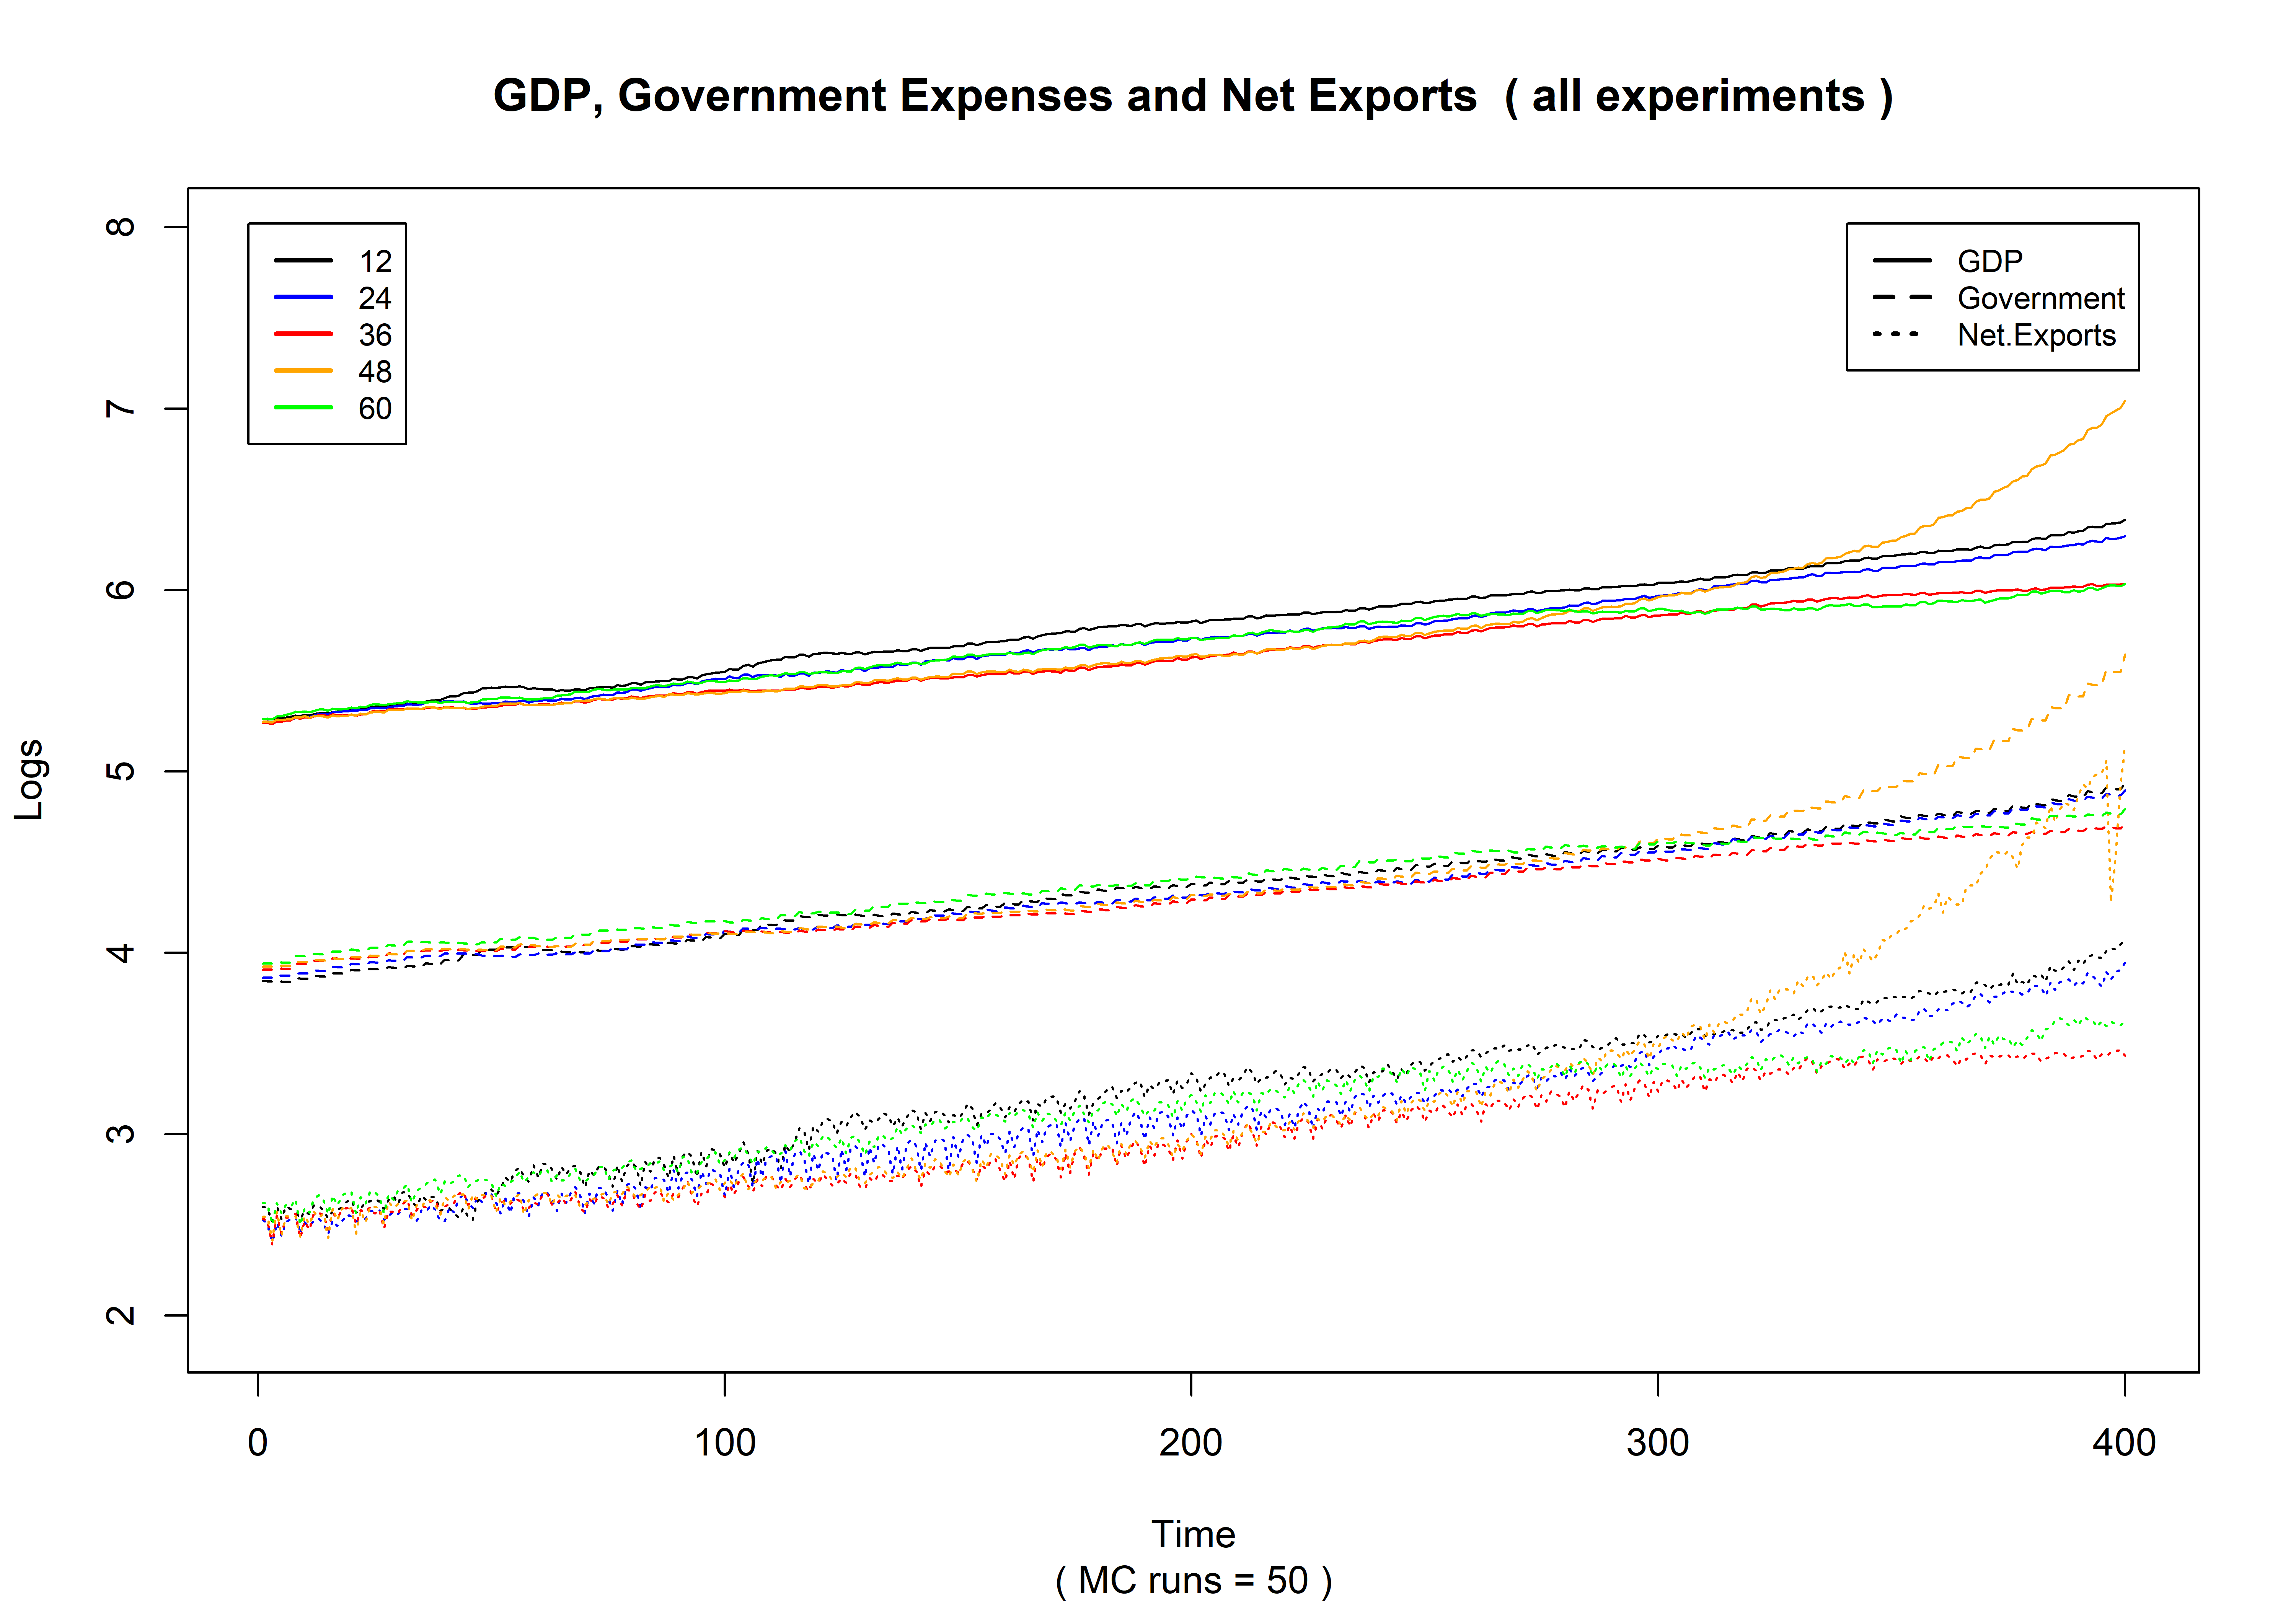 GDP, Government Expenses and Net Exports ( all experiments )
12
24
36
48
60
GDP
Government
Net.Exports
Logs
8
7
6
5
4
3
2
0 100 200 300 400
Time
( MC runs = 50 )